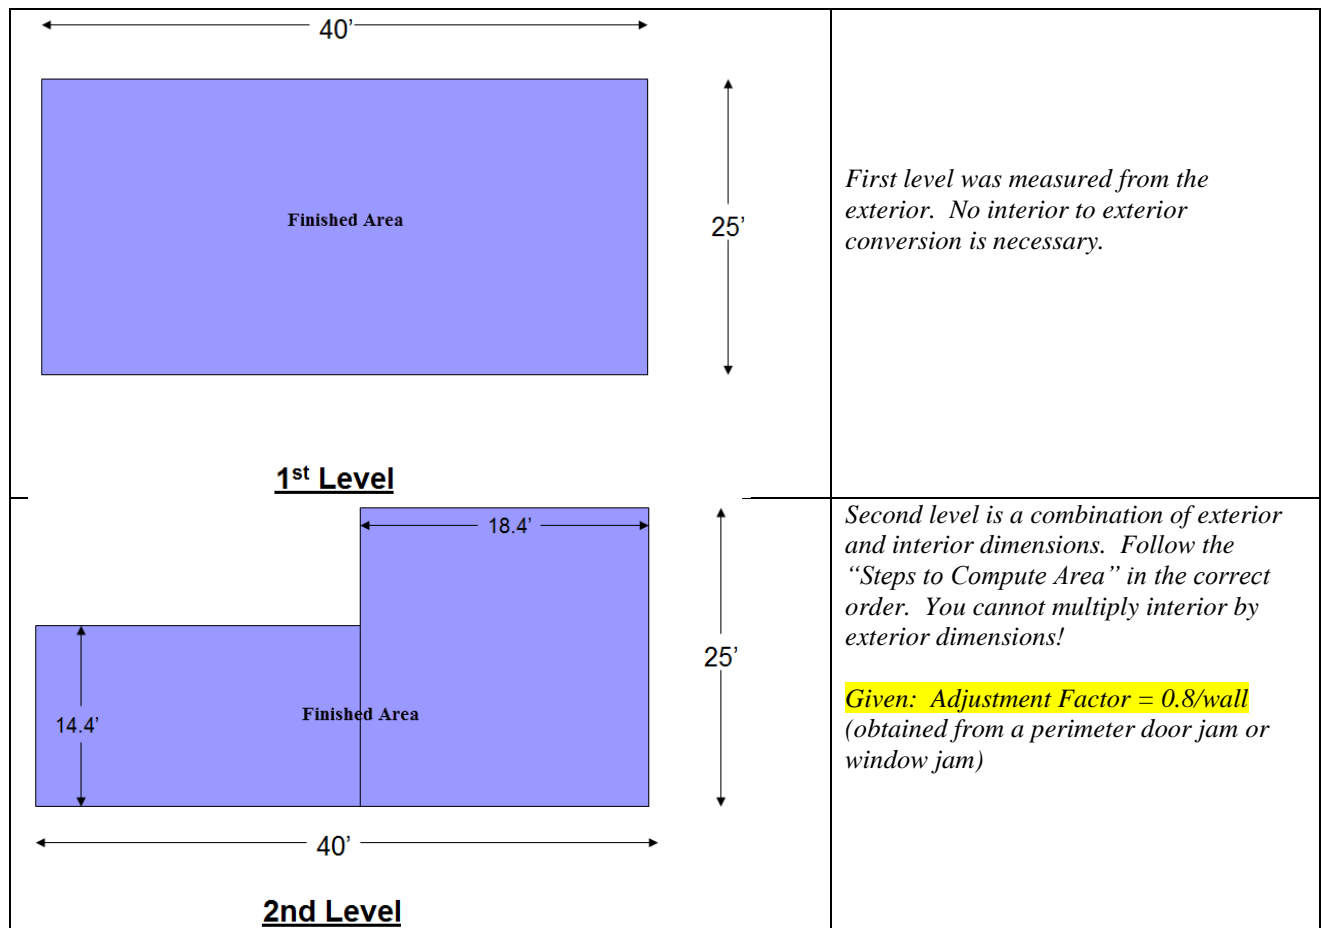 40’
Finished Area
25’
1st Level
First level was measured from the
exterior. No interior to exterior
conversion is necessary.
18.4’
14.4’
Finished Area
25’
40’
2nd Level
Second level is a combination of exterior
and interior dimensions. Follow the
“Steps to Compute Area” in the correct
order. You cannot multiply interior by
exterior dimensions!
Given: Adjustment Factor = 0.8/wall
(obtained from a perimeter door jam or
window jam)